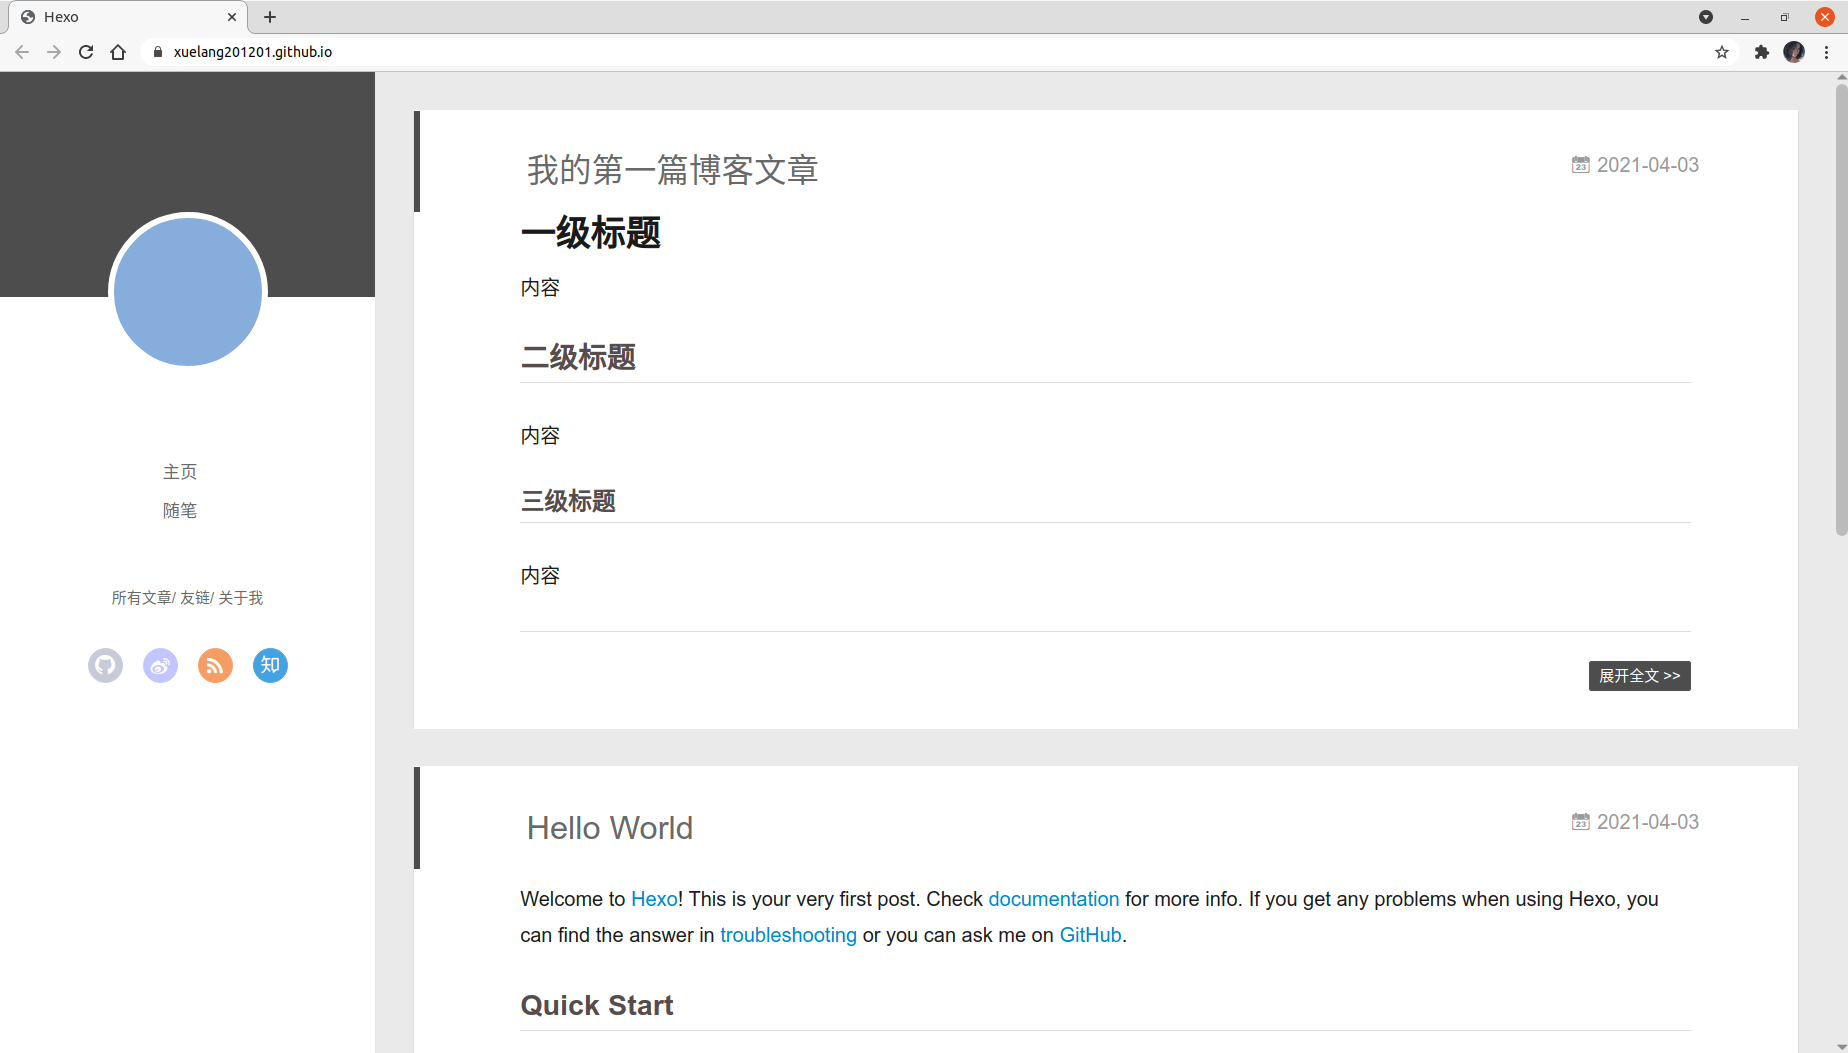 Hexo
xuelang201201.github.io
主页
随笔
所有文章/ 友链/ 关于我
知
我的第一篇博客文章
23 2021-04-03
一级标题
内容
二级标题
内容
三级标题
内容
展开全文 >>
Hello World
23 2021-04-03
Welcome to Hexo! This is your very first post. Check documentation for more info. If you get any problems when using Hexo, you
can find the answer in troubleshooting or you can ask me on GitHub.
Quick Start